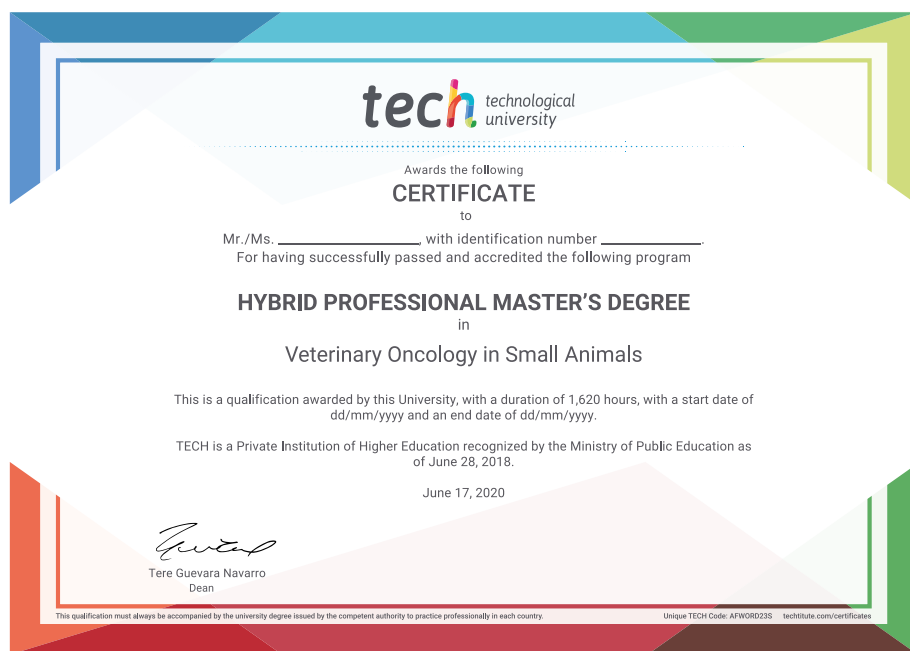 tech technological
university
Awards the following
CERTIFICATE
to
Mr./Ms. ____________________, with identification number ______________.
For having successfully passed and accredited the following program
HYBRID PROFESSIONAL MASTER'S DEGREE
in
Veterinary Oncology in Small Animals
This is a qualification awarded by this University, with a duration of 1,620 hours, with a start date of
dd/mm/yyyy and an end date of dd/mm/yyyy.
TECH is a Private Institution of Higher Education recognized by the Ministry of Public Education as
of June 28, 2018.
June 17, 2020
Tere Guevara Navarro
Dean
This qualification must always be accompanied by the university degree issued by the competent authority to practice professionally in each country.
Unique TECH Code: AFWORD23S techtitute.com/certificates